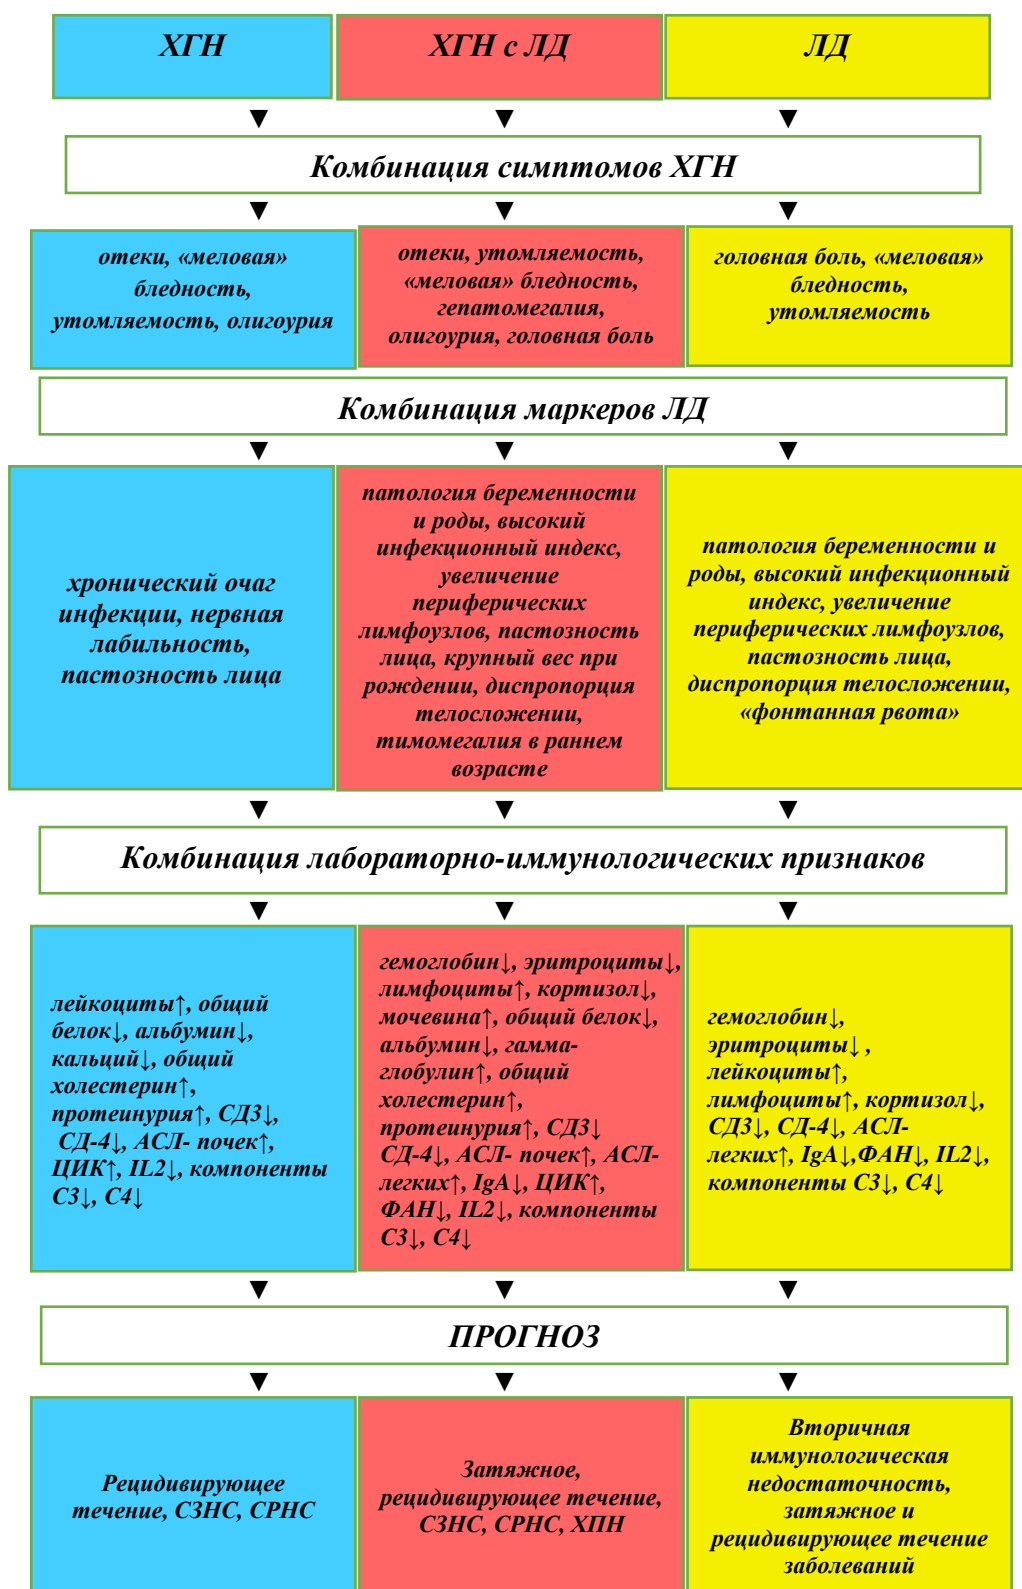 ХГН
ХГН с ЛД
ЛД
▼ ▼ ▼
Комбинация симптомов ХГН
▼ ▼ ▼
отеки, «меловая»
бледность,
утомляемость, олигоурия
отеки, утомляемость,
«меловая» бледность,
гепатомегалия,
олигоурия, головная боль
головная боль, «меловая»
бледность,
утомляемость
Комбинация маркеров ЛД
▼ ▼ ▼
хронический очаг
инфекции, нервная
лабильность,
пастозность лица
патология беременности
и роды, высокий
инфекционный индекс,
увеличение
периферических
лимфоузлов, пастозность
лица, крупный вес при
рождении, диспропорция
телосложении,
тимомегалия в раннем
возрасте
патология беременности и
роды, высокий инфекционный
индекс, увеличение
периферических лимфоузлов,
пастозность лица,
диспропорция телосложении,
«фонтанная рвота»
▼ ▼ ▼
Комбинация лабораторно-иммунологических признаков
▼ ▼ ▼
лейкоциты↑, общий
белок↓, альбумин↓,
кальций↓, общий
холестерин↑,
протеинурия↑, СД3↓,
СД-4↓, АСЛ- почек↑,
ЦИК↑, IL2↓, компоненты
С3↓, С4↓
гемоглобин↓, эритроциты↓,
лимфоциты↑, кортизол↓,
мочевина↑, общий белок↓,
альбумин↓, гамма-
глобулин↑, общий
холестерин↑,
протеинурия↑, СД3↓
СД-4↓, АСЛ- почек↑, АСЛ-
легких↑, IgA↓, ЦИК↑,
ФАН↓, IL2↓, компоненты
С3↓, С4↓
гемоглобин↓,
эритроциты↓ ,
лейкоциты↑,
лимфоциты↑, кортизол↓,
СД3↓, СД-4↓, АСЛ-
легких↑, IgA↓,ФАН↓, IL2↓,
компоненты С3↓, С4↓
▼ ▼ ▼
ПРОГНОЗ
▼ ▼ ▼
Рецидивирующее
течение, СЗНС, СРНС
Затяжное,
рецидивирующее течение,
СЗНС, СРНС, ХПН
Вторичная
иммунологическая
недостаточность,
затяжное и
рецидивирующее течение
заболеваний